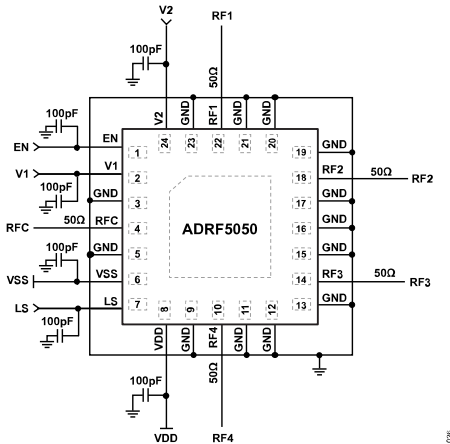 V2
RF1
100pF
50Ω
V2
GND
RF1
GND
GND
24
23
22
21
20
100pF
EN
EN
1
19
GND
V1
V1
2
18
RF2
50Ω
RF2
100pF
GND
3
17
GND
RFC
50Ω
RFC
4
ADRF5050
16
GND
GND
5
15
GND
100pF
VSS
VSS
6
14
RF3
50Ω
RF3
LS
LS
7
13
GND
100pF
8
9
10
11
12
VDD
GND
RF4
GND
GND
50Ω
100pF
VDD
RF4